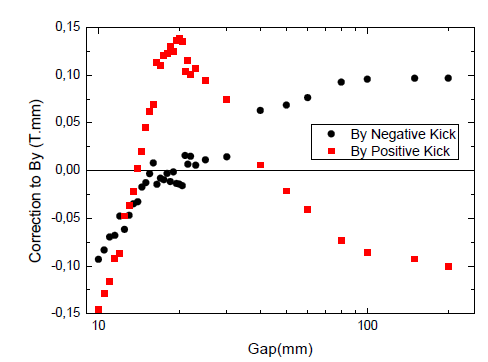 0,15
0,10
0,05
0,00
-0,05
-0,10
-0,15
Correction to By (T.mm)
By Negative Kick
By Positive Kick
10
100
Gap(mm)